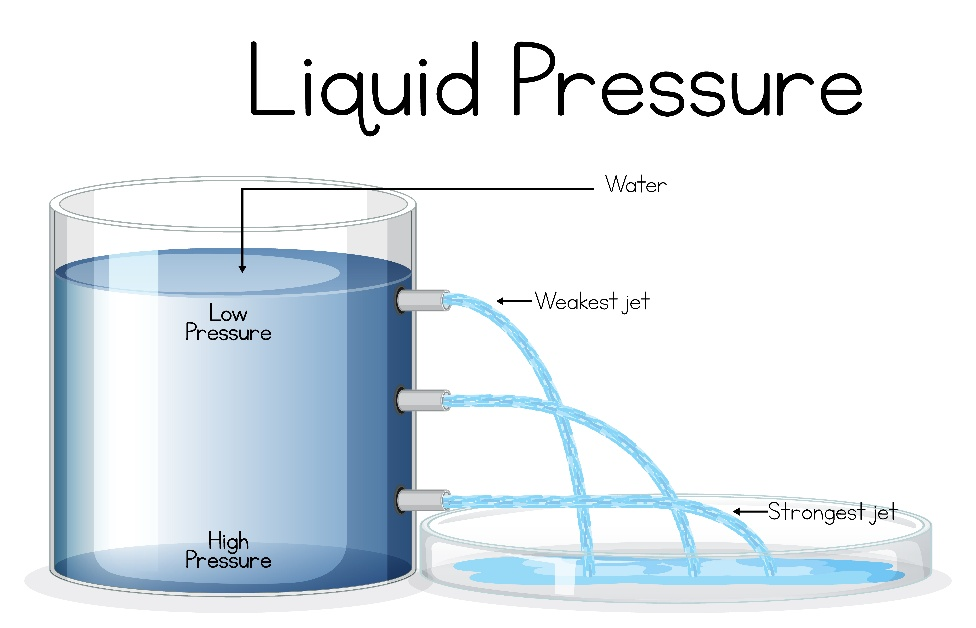 Liquid Pressure
Water
Weakest jet
Low
Pressure
Strongest jet
High
Pressure